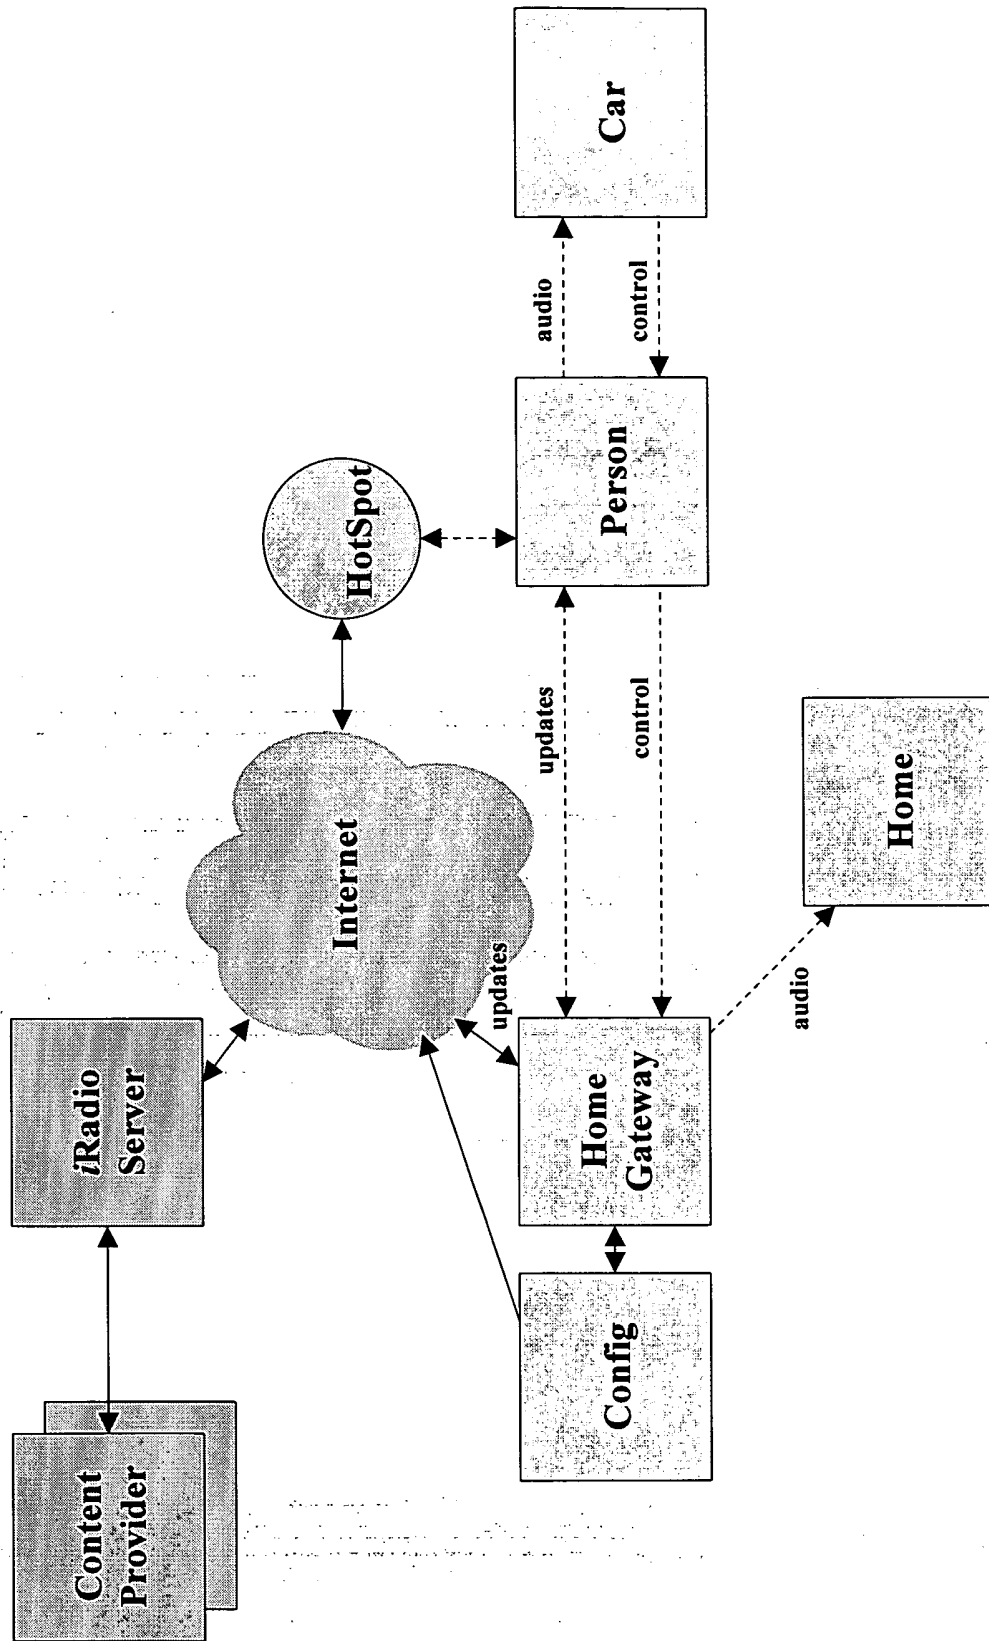 Content
Provider
iRadio
Server
Internet
HotSpot
updates
Config
Home
Gateway
updates
control
Person
audio
control
Car
audio
Home